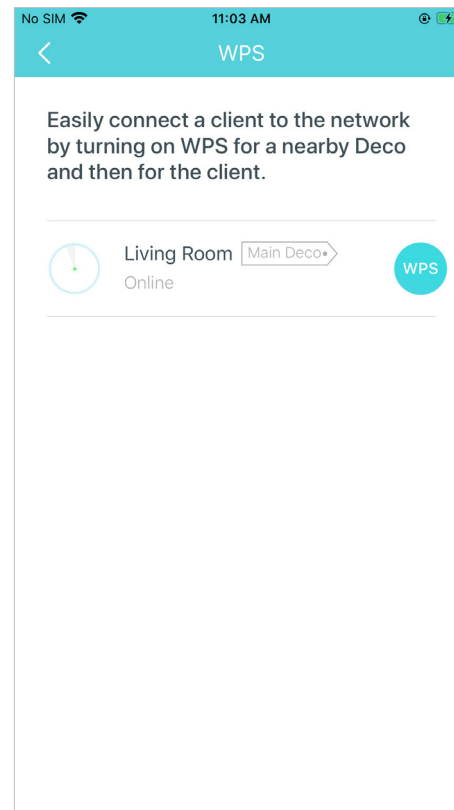 No SIM 11:03 AM
WPS
Easily connect a client to the network
by turning on WPS for a nearby Deco
and then for the client.
Living Room Main Deco
Online
WPS